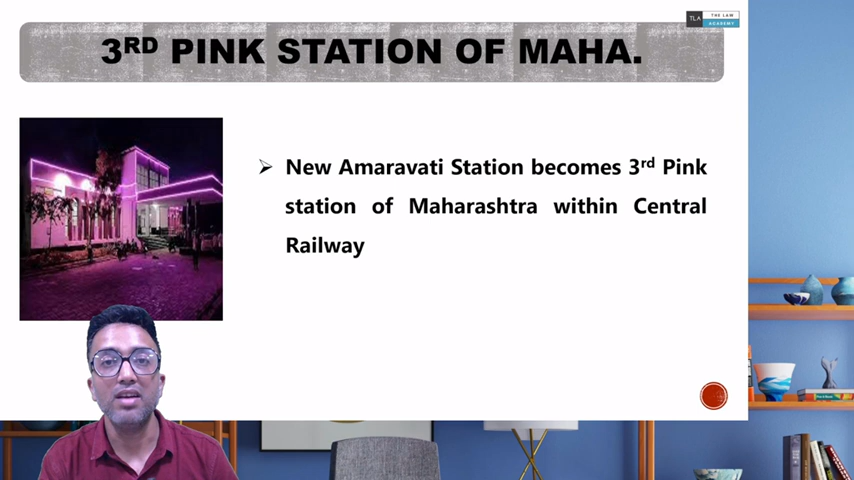 TLA THE LAW
ACADEMY
3RD PINK STATION OF MAHA.
➢ New Amaravati Station becomes 3rd Pink
station of Maharashtra within Central
Railway